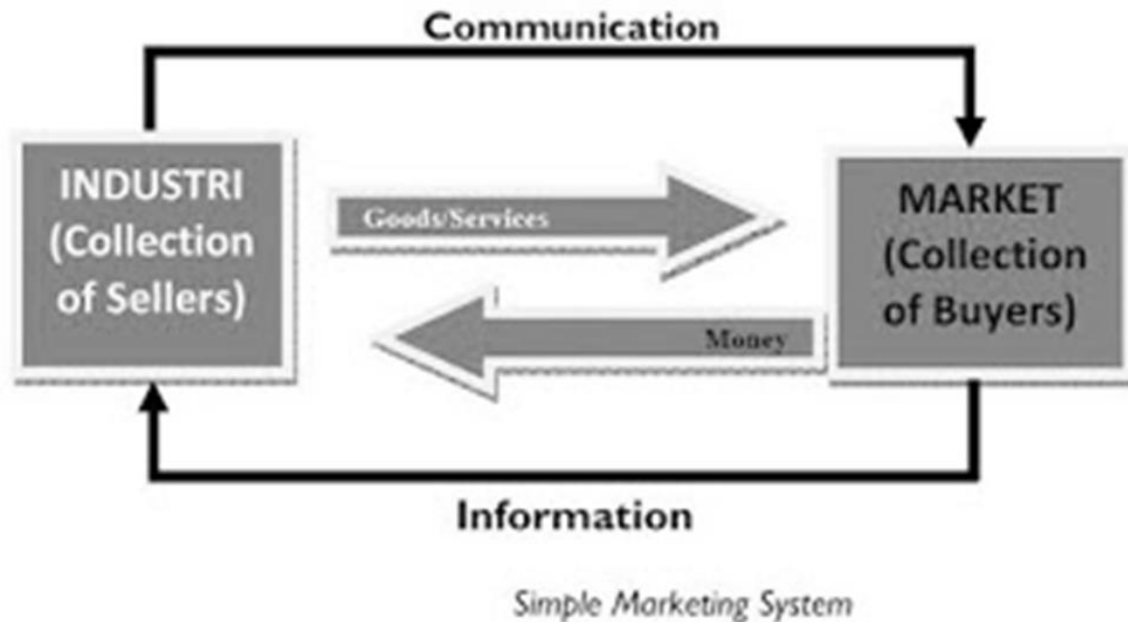 Communication
INDUSTRI
(Collection
of Sellers)
Goods/Services
MARKET
(Collection
of Buyers)
Money
Information
Simple Marketing System